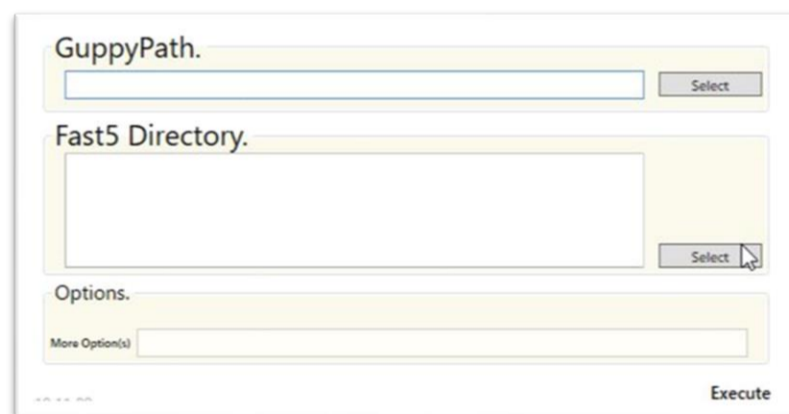 GuppyPath.
Select
Fast5 Directory.
Select
Options.
More Option(s)
Execute